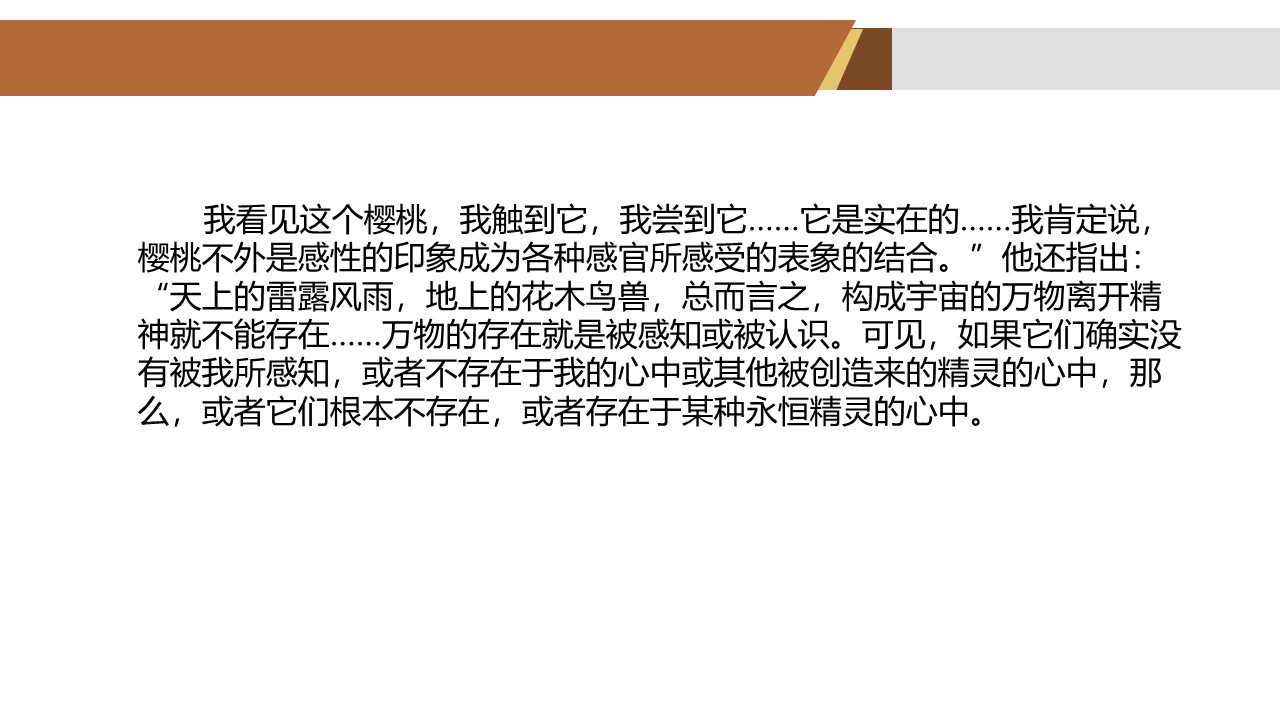 我看见这个樱桃，我触到它，我尝到它……它是实在的……我肯定说，
樱桃不外是感性的印象成为各种感官所感受的表象的结合。”他还指出：
“天上的雷露风雨，地上的花木鸟兽，总而言之，构成宇宙的万物离开精
神就不能存在……万物的存在就是被感知或被认识。可见，如果它们确实没
有被我所感知，或者不存在于我的心中或其他被创造来的精灵的心中，那
么，或者它们根本不存在，或者存在于某种永恒精灵的心中。